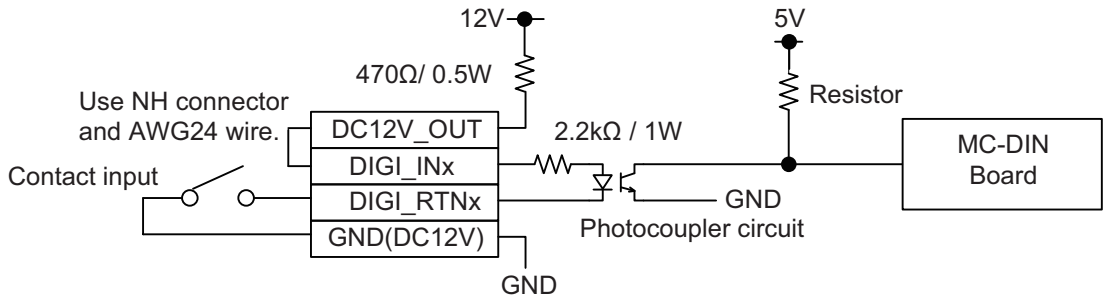 12V
5V
470Ω/ 0.5W
Resistor
Use NH connector
and AWG24 wire.
DC12V_OUT
2.2kΩ / 1W
MC-DIN
Board
DIGI_INx
Contact input
DIGI_RTNx
GND
Photocoupler circuit
GND(DC12V)
GND